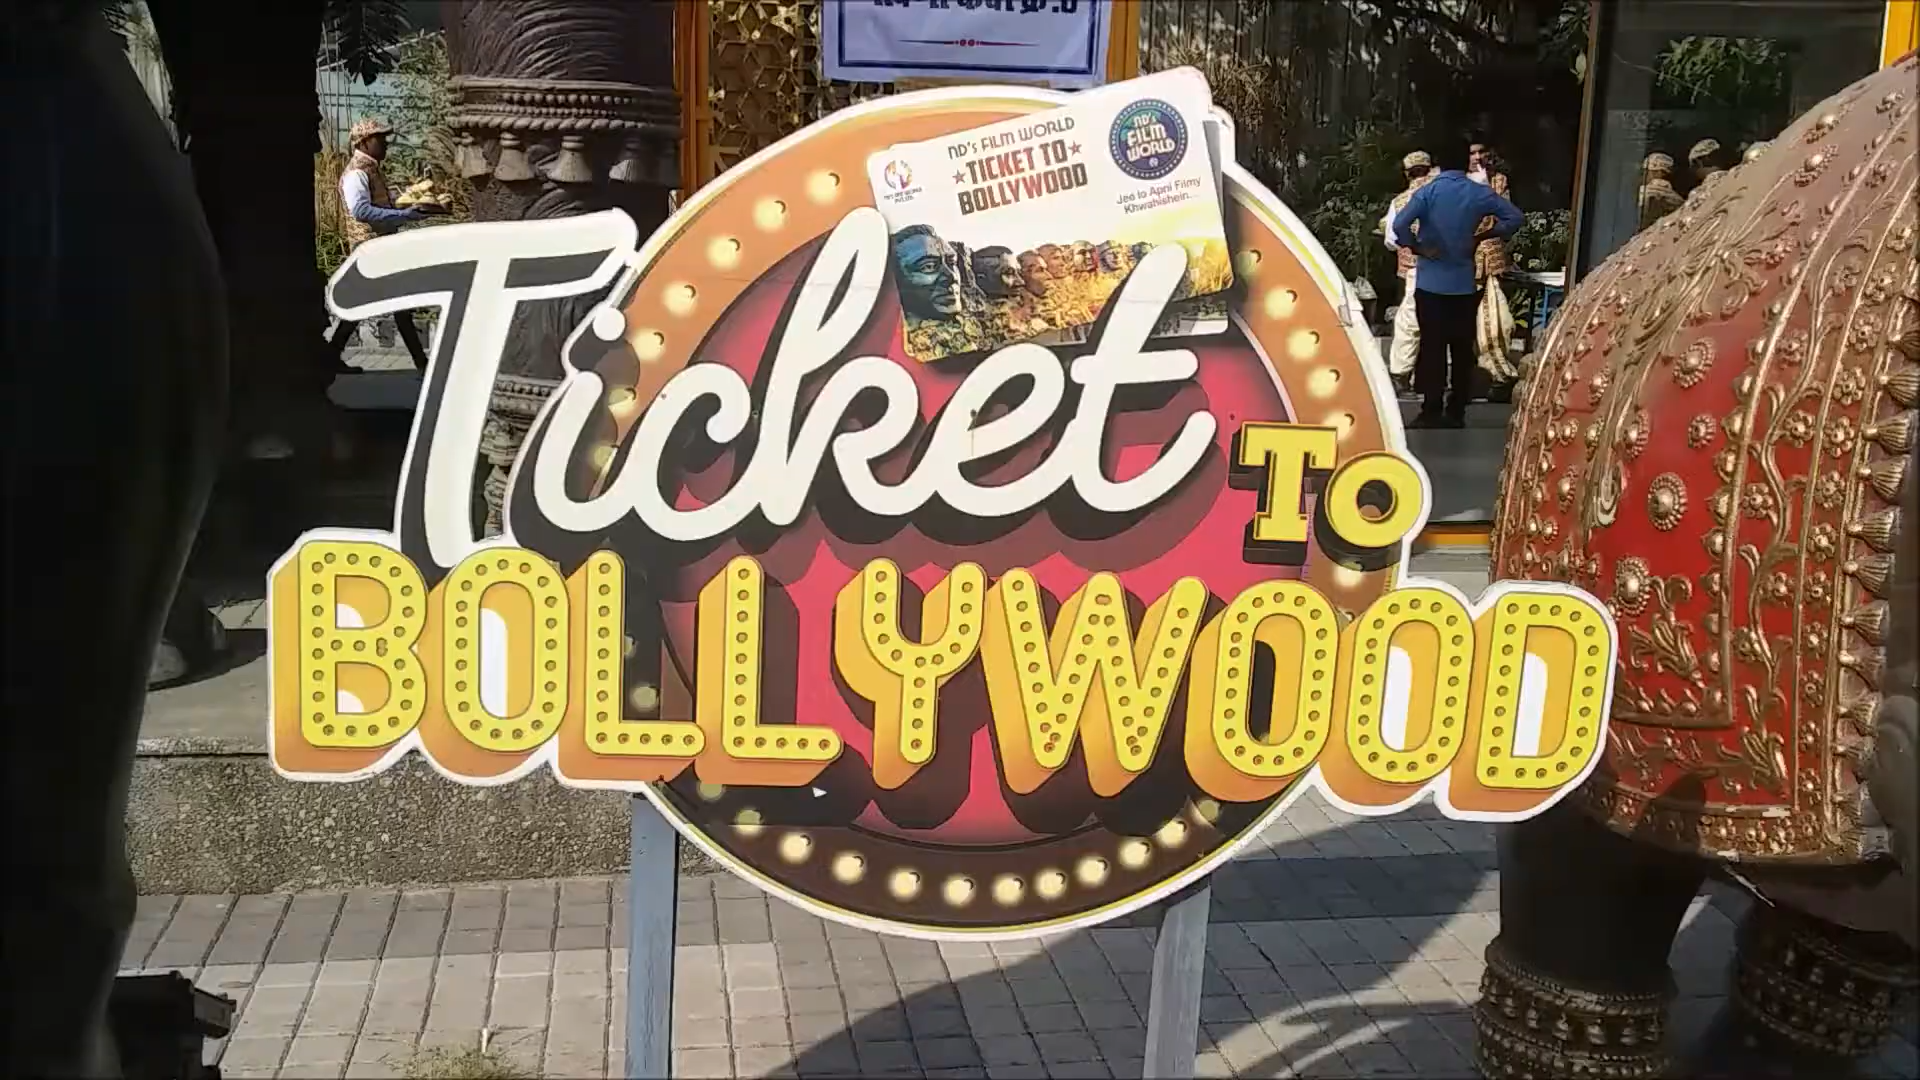 ND's FILM WORLD
TICKET TO
BOLLYWOOD
ND's
FILM
WORLD
Jee lo Apni Filmy
Khwahishein...
Ticket To
BOLLYWOOD